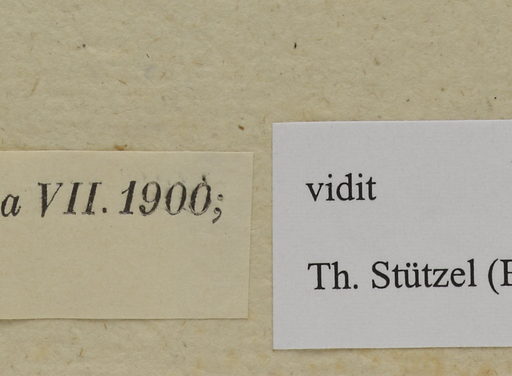 a VII. 1900;
vidit
Th. Stützel (